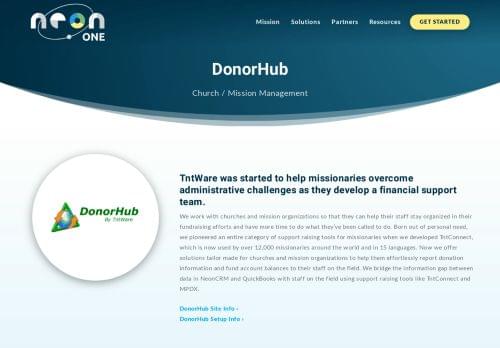 neon ONE
Mission Solutions Partners Resources GET STARTED
DonorHub
Church / Mission Management
DonorHub
By TntWare
TntWare was started to help missionaries overcome
administrative challenges as they develop a financial support
team.
We work with churches and mission organizations so that they can help their staff stay organized in their
fundraising efforts and have more time to do what they've been called to do. Born out of personal need,
we pioneered an entire category of support raising tools for missionaries when we developed TntConnect,
which is now used by over 12,000 missionaries around the world and in 15 languages. Now we offer
solutions tailor made for churches and mission organizations to help them effortlessly report donation
information and fund account balances to their staff on the field. We bridge the information gap between
data in NeonCRM and QuickBooks with staff on the field using support raising tools like TntConnect and
MPDX.
DonorHub Site Info ›
DonorHub Setup Info ›